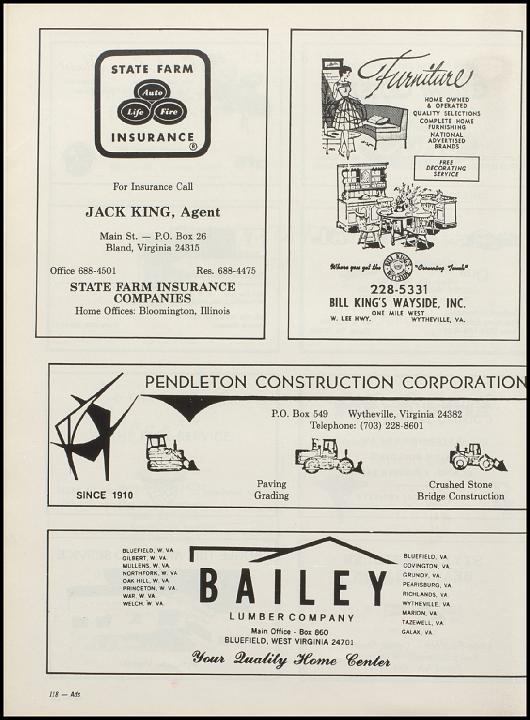 STATE FARM
Auto
Life Fire
INSURANCE
®
For Insurance Call
JACK KING, Agent
Main St. — P.O. Box 26
Bland, Virginia 24315
Office 688-4501 Res. 688-4475
STATE FARM INSURANCE
COMPANIES
Home Offices: Bloomington, Illinois
Furniture
HOME OWNED
& OPERATED
QUALITY SELECTIONS
COMPLETE HOME
FURNISHING
NATIONAL
ADVERTISED
BRANDS
FREE
DECORATING
SERVICE
Where you get the "Crowning Touch"
BILL KING'S
228-5331
BILL KING'S WAYSIDE, INC.
ONE MILE WEST
W. LEE HWY. WYTHEVILLE, VA.
PENDLETON CONSTRUCTION CORPORATION
P.O. Box 549 Wytheville, Virginia 24382
Telephone: (703) 228-8601
SINCE 1910
Paving
Grading
Crushed Stone
Bridge Construction
BLUEFIELD, W. VA.
GILBERT, W. VA.
MULLENS, W. VA.
NORTHFORK, W. VA.
OAK HILL, W. VA.
PRINCETON, W. VA.
WAR, W. VA.
WELCH, W. VA.
BAILEY
LUMBER COMPANY
Main Office - Box 860
BLUEFIELD, WEST VIRGINIA 24701
Your Quality Home Center
BLUEFIELD, VA.
COVINGTON, VA.
GRUNDY, VA.
PEARISBURG, VA.
RICHLANDS, VA.
WYTHEVILLE, VA.
MARION, VA.
TAZEWELL, VA.
GALAX, VA.
118 — Ads